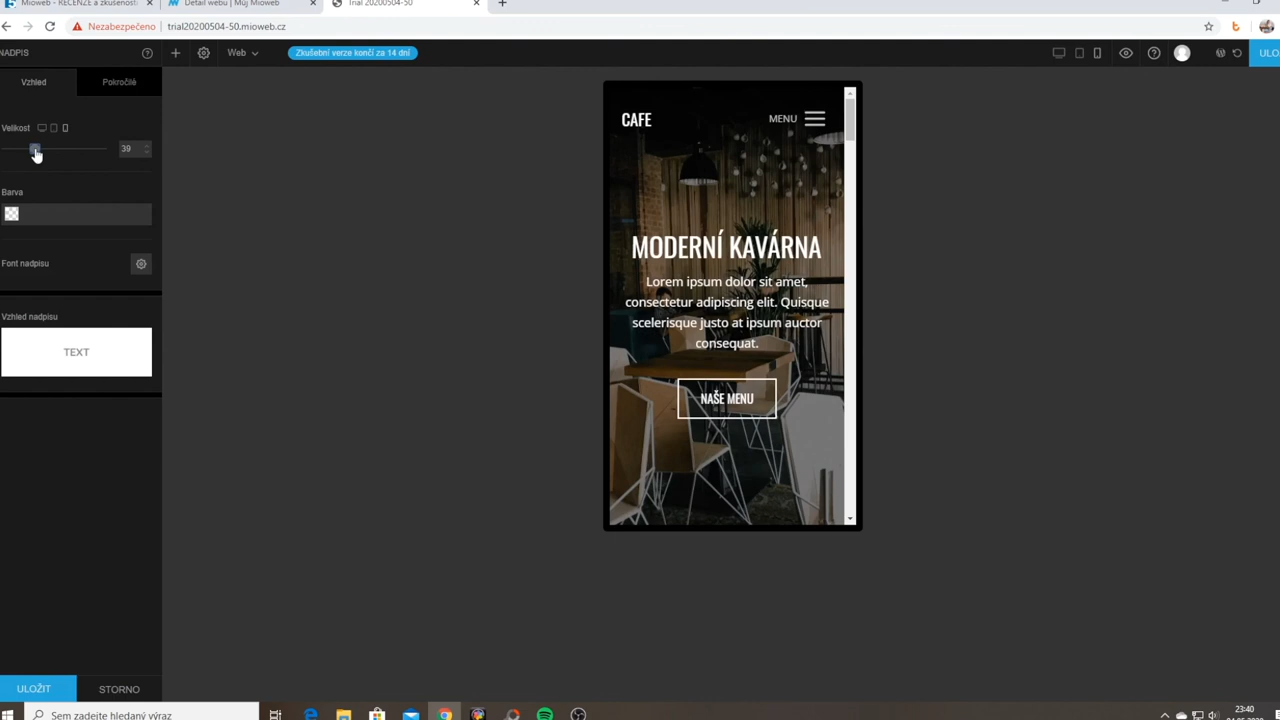 Mioweb - RECENZE a zkušenosti
Detail webu | Můj Mioweb
Trial 20200504-50
Nezabezpečeno
trial20200504-50.mioweb.cz
NADPIS
Web
Zkušební verze končí za 14 dní
Vzhled
Pokročilé
Velikost
39
Barva
Font nadpisu
Vzhled nadpisu
TEXT
CAFE
MENU
MODERNÍ KAVÁRNA
Lorem ipsum dolor sit amet,
consectetur adipiscing elit. Quisque
scelerisque justo at ipsum auctor
consequat.
NAŠE MENU
ULOŽIT
STORNO
Sem zadejte hledaný výraz
23:40